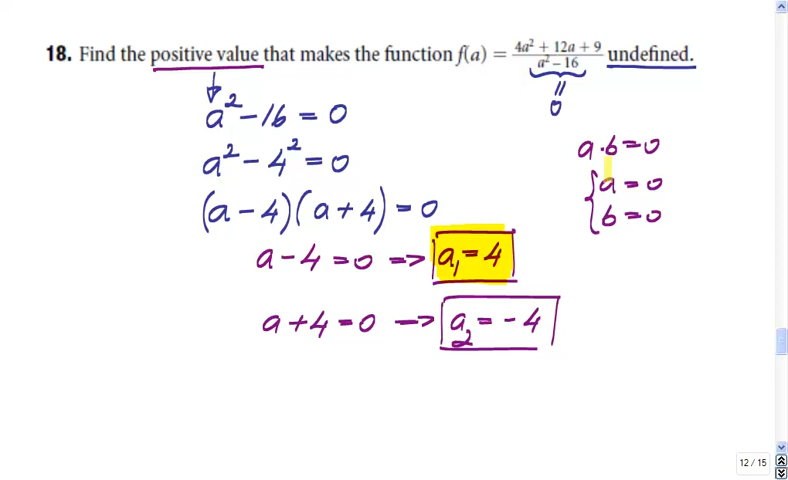 18. Find the positive value that makes the function f(a) = (4a² + 12a + 9)/(a² – 16) undefined.
||
0
a² - 16 = 0
a² - 4² = 0
(a - 4)(a + 4) = 0
a - 4 = 0 -> a₁ = 4
a + 4 = 0 -> a₂ = -4
a · b = 0
{ a = 0
b = 0
12 / 15